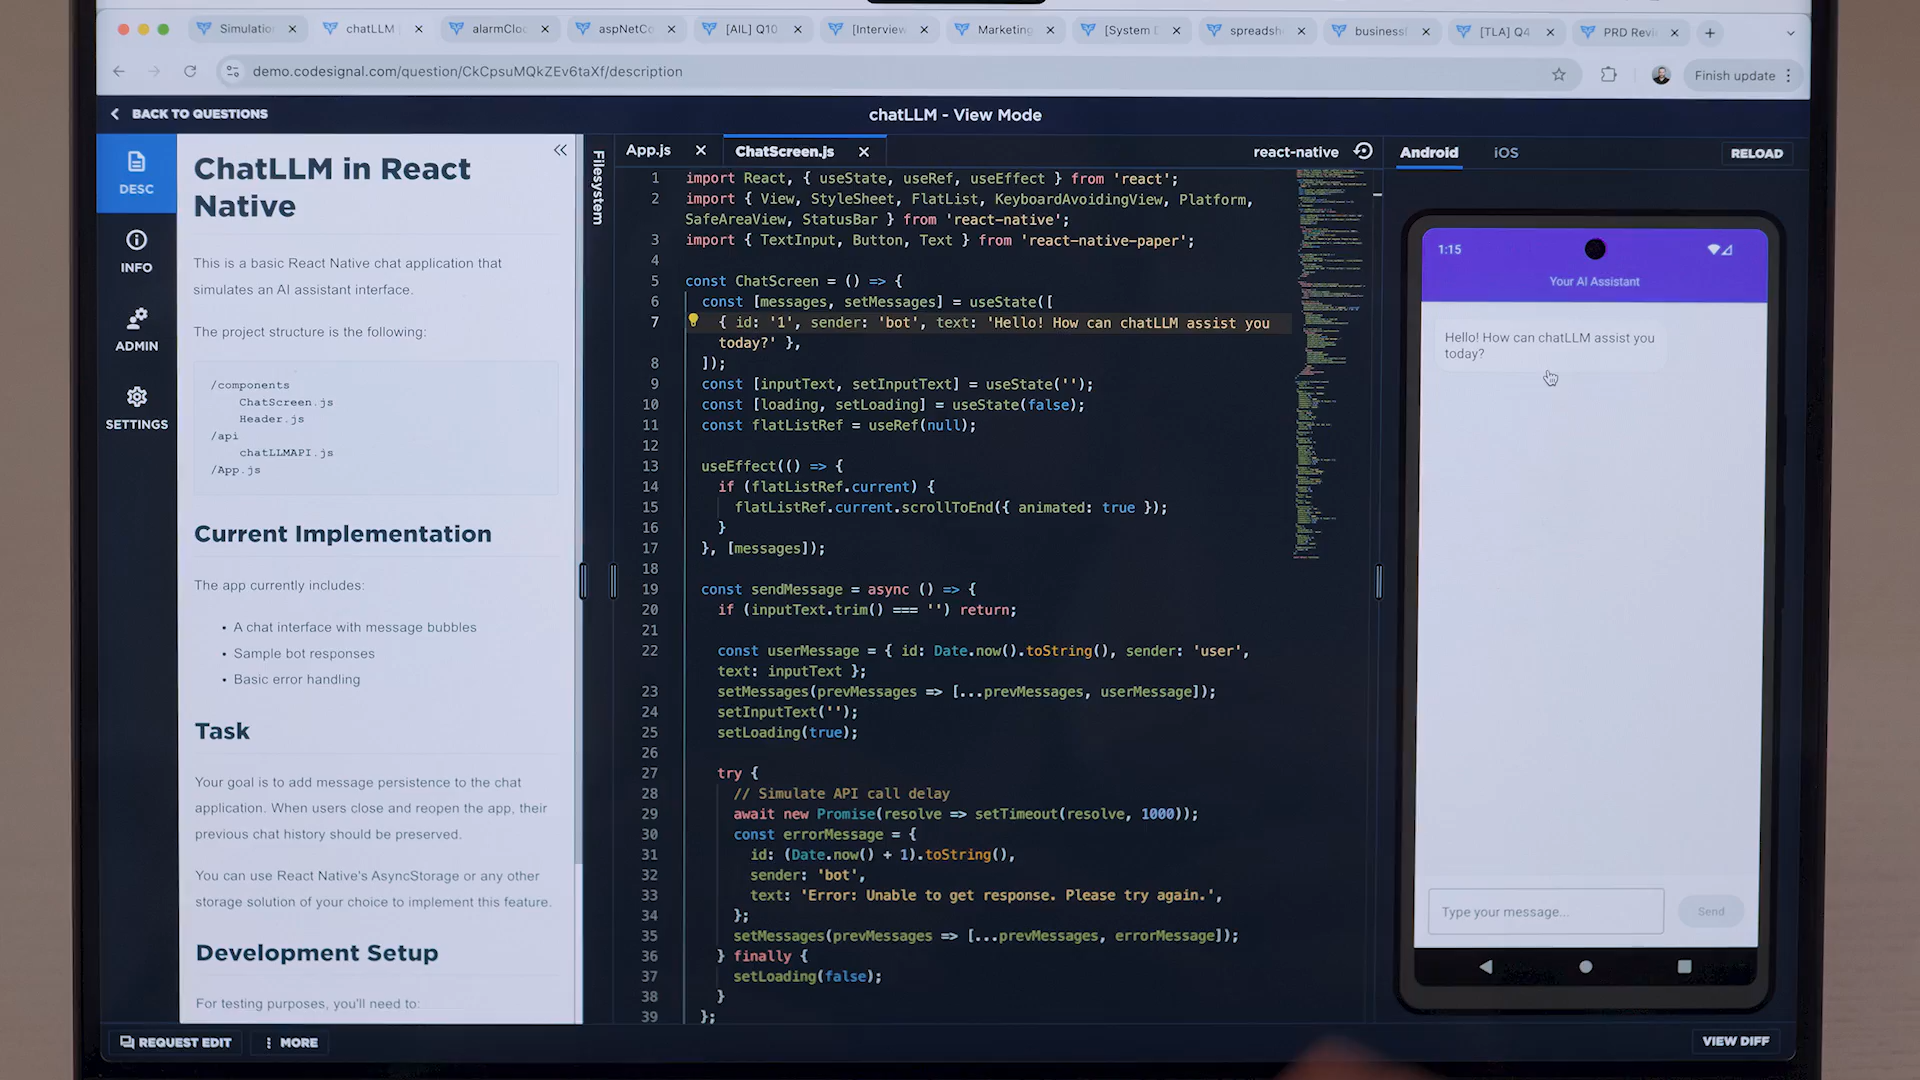 Simulatio
chatLLM
alarmCloc
aspNetCo
[AIL] Q10
[Interview
Marketing
[System D
spreadsh
businessI
[TLA] Q4
PRD Revi
demo.codesignal.com/question/CkCpsuMQkZEv6taXf/description
Finish update
BACK TO QUESTIONS
chatLLM - View Mode
DESC
INFO
ADMIN
SETTINGS
ChatLLM in React
Native
This is a basic React Native chat application that
simulates an AI assistant interface.
The project structure is the following:
/components
ChatScreen.js
Header.js
/api
chatLLMAPI.js
/App.js
Current Implementation
The app currently includes:
• A chat interface with message bubbles
• Sample bot responses
• Basic error handling
Task
Your goal is to add message persistence to the chat
application. When users close and reopen the app, their
previous chat history should be preserved.
You can use React Native's AsyncStorage or any other
storage solution of your choice to implement this feature.
Development Setup
For testing purposes, you'll need to:
Filesystem
App.js
ChatScreen.js
react-native
1 import React, { useState, useRef, useEffect } from 'react';
2 import { View, StyleSheet, FlatList, KeyboardAvoidingView, Platform,
SafeAreaView, StatusBar } from 'react-native';
3 import { TextInput, Button, Text } from 'react-native-paper';
4
5 const ChatScreen = () => {
6 const [messages, setMessages] = useState([
7 { id: '1', sender: 'bot', text: 'Hello! How can chatLLM assist you
today?' },
8 ]);
9 const [inputText, setInputText] = useState('');
10 const [loading, setLoading] = useState(false);
11 const flatListRef = useRef(null);
12
13 useEffect(() => {
14 if (flatListRef.current) {
15 flatListRef.current.scrollToEnd({ animated: true });
16 }
17 }, [messages]);
18
19 const sendMessage = async () => {
20 if (inputText.trim() === '') return;
21
22 const userMessage = { id: Date.now().toString(), sender: 'user',
text: inputText };
23 setMessages(prevMessages => [...prevMessages, userMessage]);
24 setInputText('');
25 setLoading(true);
26
27 try {
28 // Simulate API call delay
29 await new Promise(resolve => setTimeout(resolve, 1000));
30 const errorMessage = {
31 id: (Date.now() + 1).toString(),
32 sender: 'bot',
33 text: 'Error: Unable to get response. Please try again.',
34 };
35 setMessages(prevMessages => [...prevMessages, errorMessage]);
36 } finally {
37 setLoading(false);
38 }
39 };
Android
iOS
RELOAD
1:15
Your AI Assistant
Hello! How can chatLLM assist you
today?
Type your message...
Send
REQUEST EDIT
MORE
VIEW DIFF